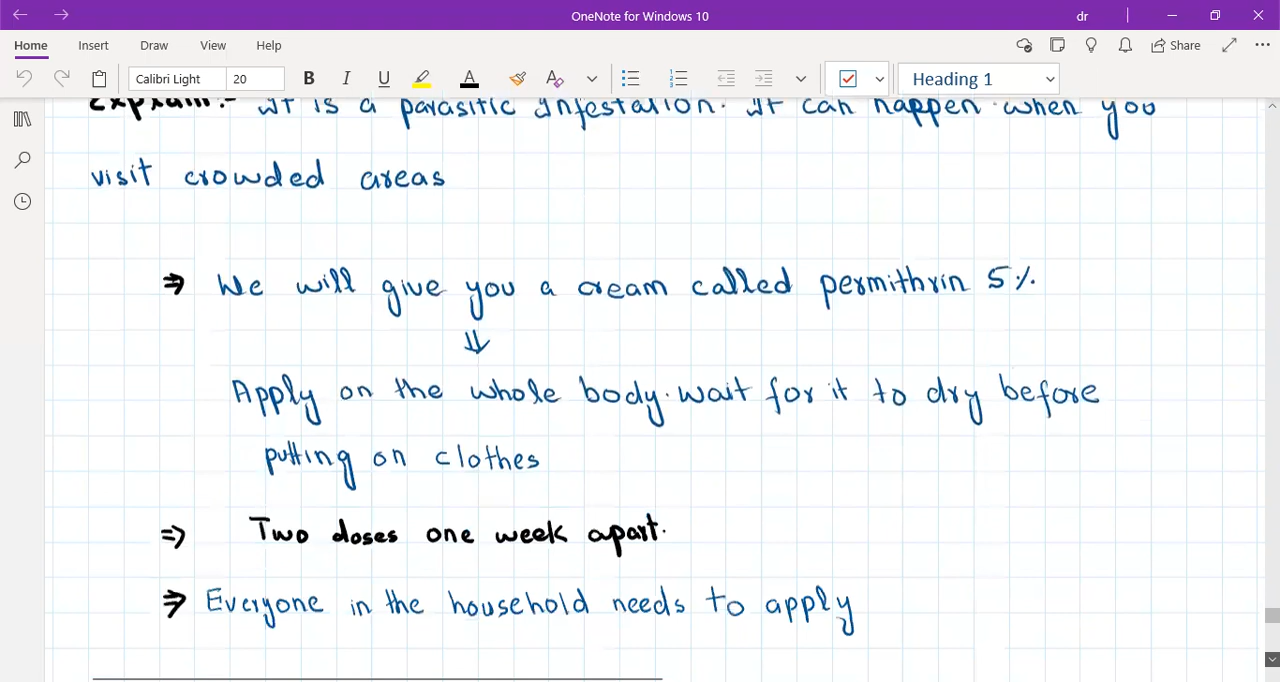 OneNote for Windows 10
dr
Home Insert Draw View Help
Share
Calibri Light 20 B I U A Heading 1
Explain:- It is a parasitic Infestation. It can happen when you
visit crowded areas
⇒ We will give you a cream called permithrin 5%
⇓
Apply on the whole body. wait for it to dry before
putting on clothes
⇒ Two doses one week apart.
⇒ Everyone in the household needs to apply